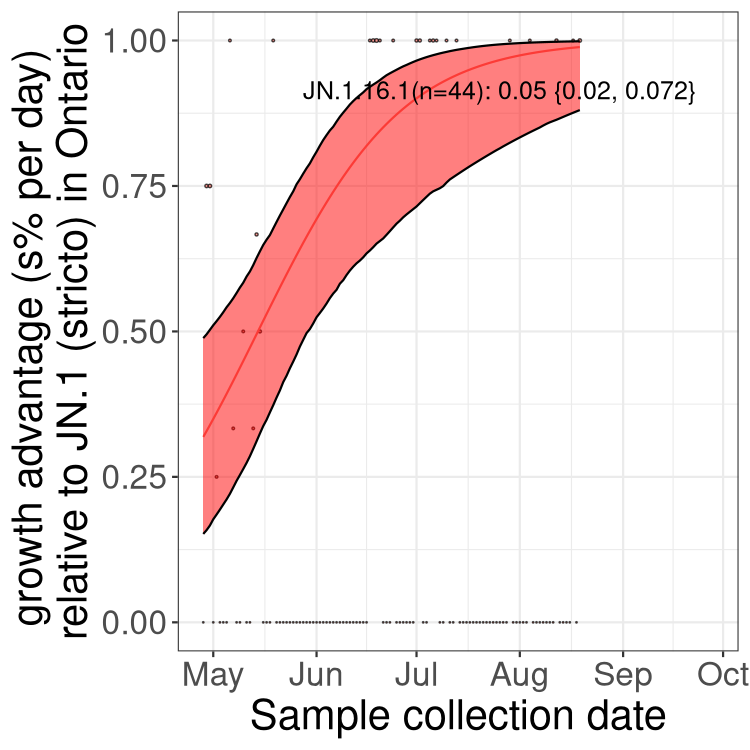 growth advantage (s% per day)
relative to JN.1 (stricto) in Ontario
1.00
0.75
0.50
0.25
0.00
JN.1.16.1(n=44): 0.05 {0.02, 0.072}
May Jun Jul Aug Sep Oct
Sample collection date